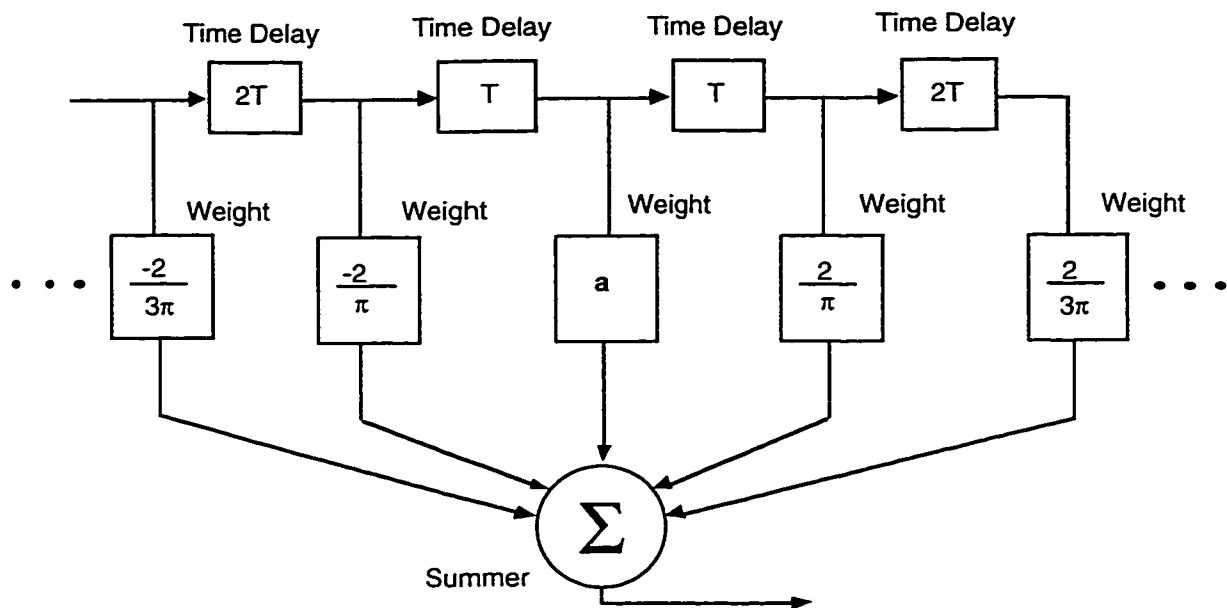 Time Delay Time Delay Time Delay Time Delay
2T T T 2T
Weight Weight Weight Weight Weight
-2/3π -2/π a 2/π 2/3π
Σ
Summer